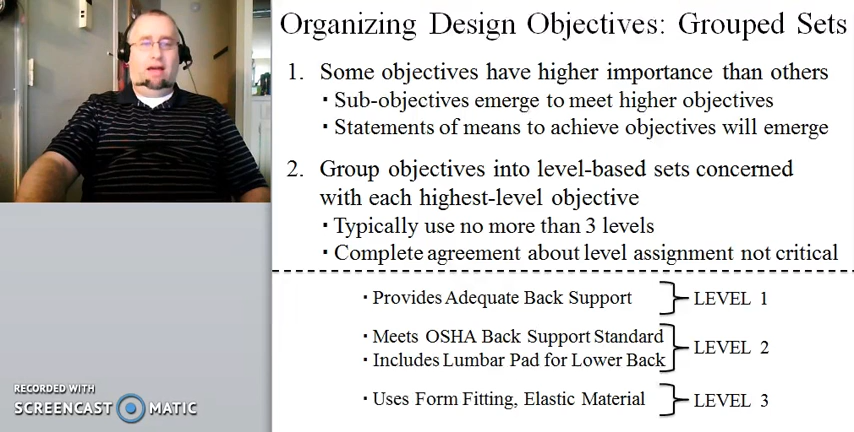 Organizing Design Objectives: Grouped Sets
1. Some objectives have higher importance than others
▪ Sub-objectives emerge to meet higher objectives
▪ Statements of means to achieve objectives will emerge
2. Group objectives into level-based sets concerned
with each highest-level objective
▪ Typically use no more than 3 levels
▪ Complete agreement about level assignment not critical
▪ Provides Adequate Back Support
LEVEL 1
▪ Meets OSHA Back Support Standard
▪ Includes Lumbar Pad for Lower Back
LEVEL 2
▪ Uses Form Fitting, Elastic Material
LEVEL 3
RECORDED WITH
SCREENCAST MATIC